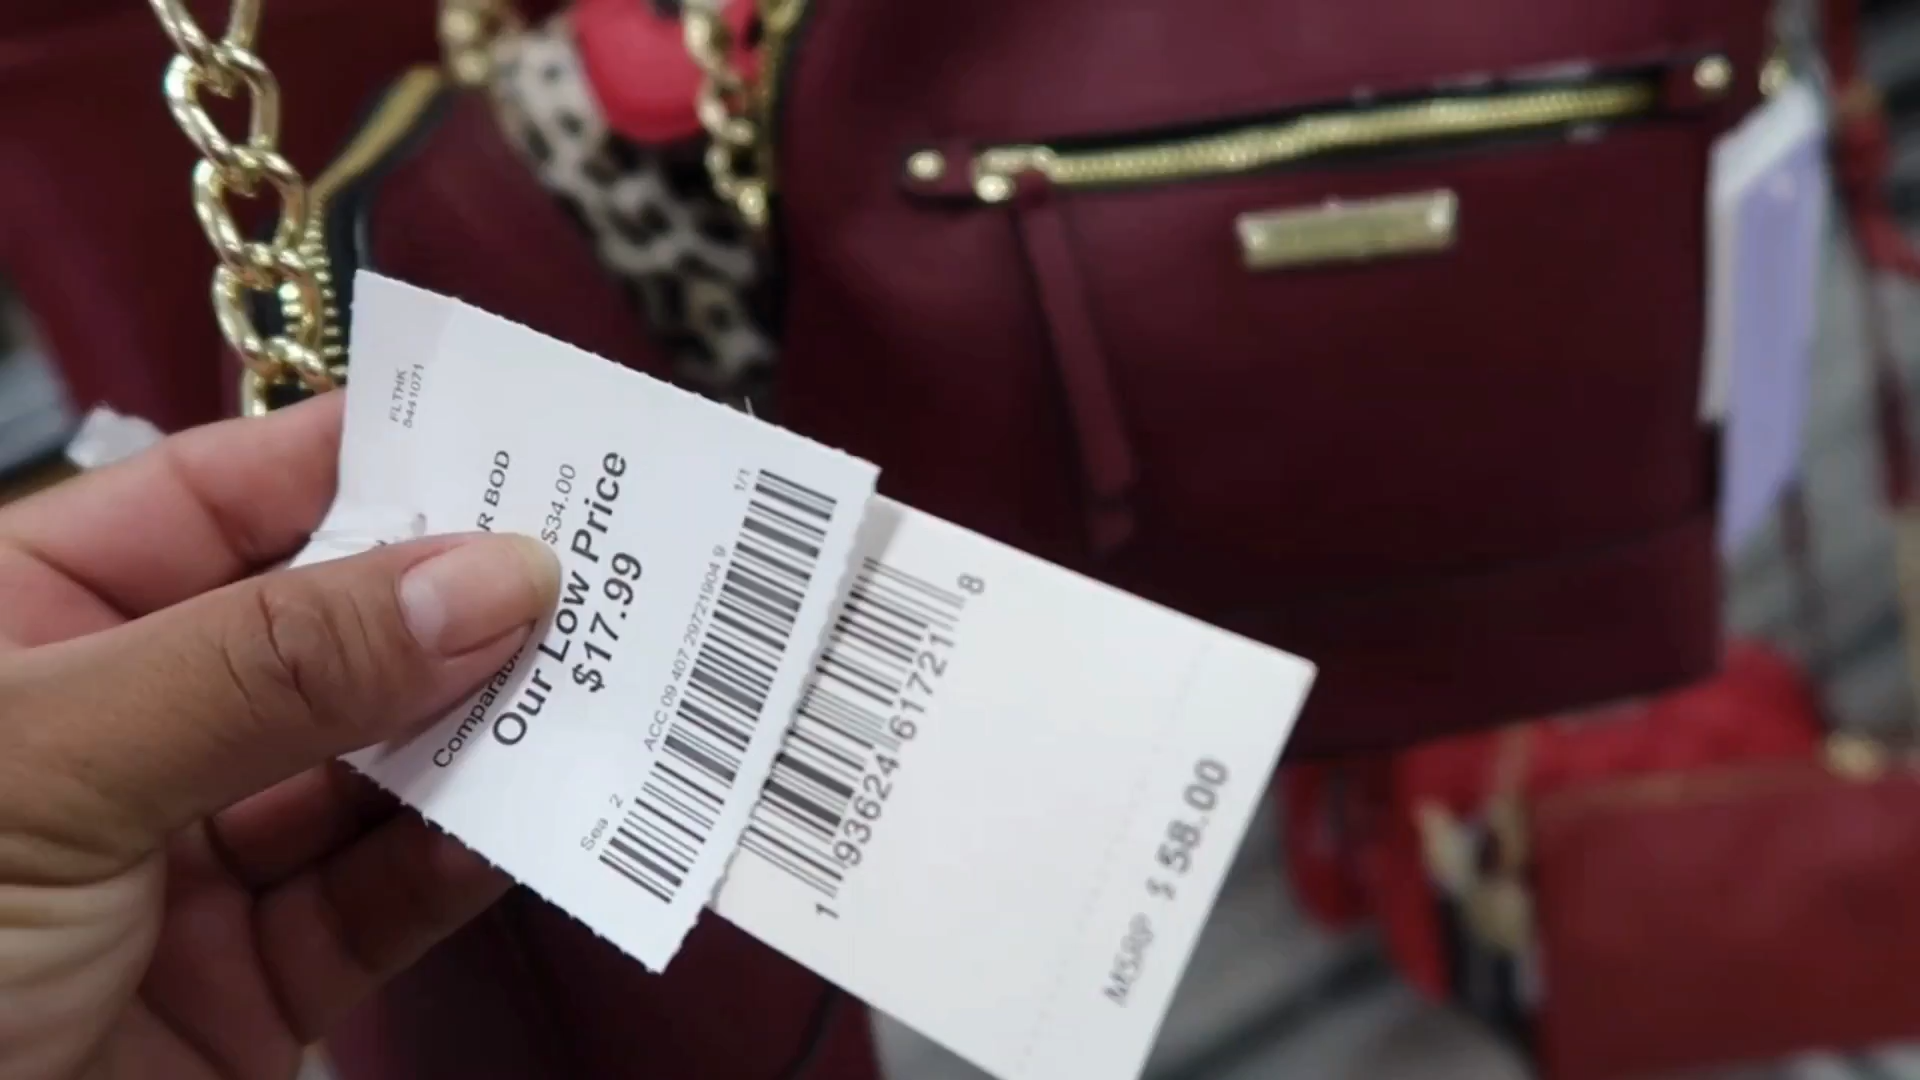 FLTHK
5441071
R BOD
$34.00
Our Low Price
$17.99
1/1
ACC 09 407 29721904 9
Sea 2
1 93624 61721 8
MSRP $58.00